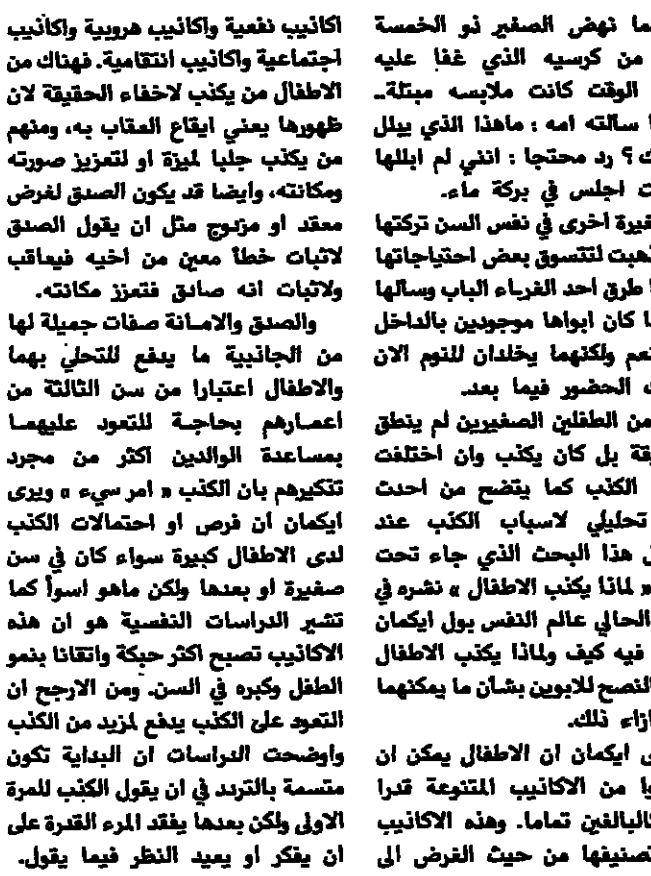 ما نهض الصغير ذو الخمسة
من كرسيه الذي غفا عليه
الوقت كانت ملابسه مبتلة..
سالته امه : ماهذا الذي يبلل
ك ؟ رد محتجا : انني لم ابللها
ت اجلس في بركة ماء.
غيرة اخرى في نفس السن تركتها
هبت لتتسوق بعض احتياجاتها
ا طرق احد الغرباء الباب وسالها
ا كان ابواها موجودين بالداخل
نعم ولكنهما يخلدان للنوم الان
ك الحضور فيما بعد.
من الطفلين الصغيرين لم ينطق
يقة بل كان يكذب وان اختلفت
الكذب كما يتضح من احدث
تحليلي لاسباب الكذب عند
ل هذا البحث الذي جاء تحت
« لماذا يكذب الاطفال » نشره في
الحالي عالم النفس بول ايكمان
فيه كيف ولماذا يكذب الاطفال
النصح للابوين بشان ما يمكنهما
ازاء ذلك.
ى ايكمان ان الاطفال يمكن ان
وا من الاكاذيب المتنوعة قدرا
كالبالغين تماما. وهذه الاكاذيب
تصنيفها من حيث الغرض الى
اكاذيب نفعية واكاذيب هروبية واكاذيب
اجتماعية واكاذيب انتقامية. فهناك من
الاطفال من يكذب لاخفاء الحقيقة لان
ظهورها يعني ايقاع العقاب به، ومنهم
من يكذب جلبا لميزة او لتعزيز صورته
ومكانته، وايضا قد يكون الصدق لغرض
معقد او مزدوج مثل ان يقول الصدق
لاثبات خطأ معين من اخيه فيعاقب
ولاثبات انه صادق فتعزز مكانته.
والصدق والامانة صفات جميلة لها
من الجاذبية ما يدفع للتحلي بهما
والاطفال اعتبارا من سن الثالثة من
اعمارهم بحاجة للتعود عليهما
بمساعدة الوالدين اكثر من مجرد
تذكيرهم بان الكذب « امر سيء » ويرى
ايكمان ان فرص او احتمالات الكذب
لدى الاطفال كبيرة سواء كان في سن
صغيرة او بعدها ولكن ماهو اسوأ كما
تشير الدراسات النفسية هو ان هذه
الاكاذيب تصبح اكثر حبكة واتقانا بنمو
الطفل وكبره في السن. ومن الارجح ان
التعود على الكذب يدفع لمزيد من الكذب
واوضحت الدراسات ان البداية تكون
متسمة بالتردد في ان يقول الكذب للمرة
الاولى ولكن بعدها يفقد المرء القدرة على
ان يفكر او يعيد النظر فيما يقول.